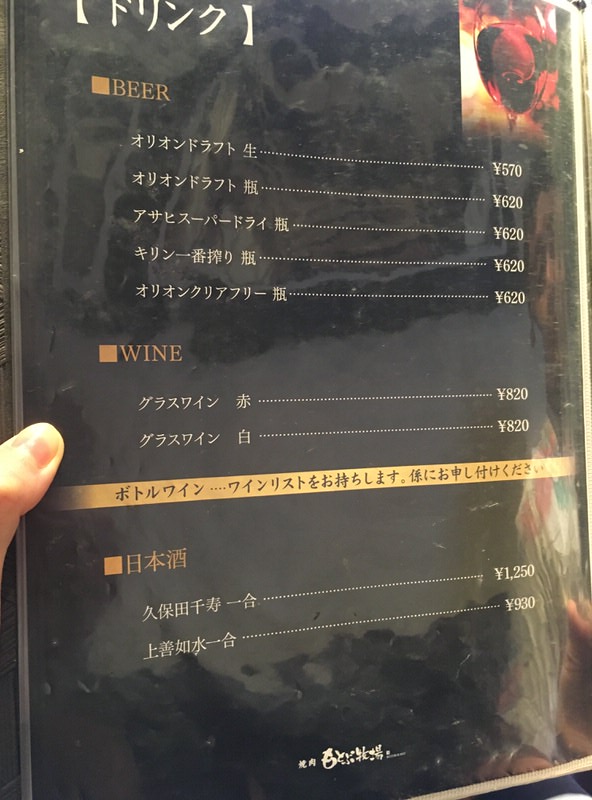 【 ドリンク 】
■BEER
オリオンドラフト 生 ¥570
オリオンドラフト 瓶 ¥620
アサヒスーパードライ 瓶 ¥620
キリン一番搾り 瓶 ¥620
オリオンクリアフリー 瓶 ¥620
■WINE
グラスワイン 赤 ¥820
グラスワイン 白 ¥820
ボトルワイン ....ワインリストをお持ちします。係にお申し付けください
■日本酒
久保田千寿 一合 ¥1,250
上善如水一合 ¥930
焼肉 もとぶ牧場